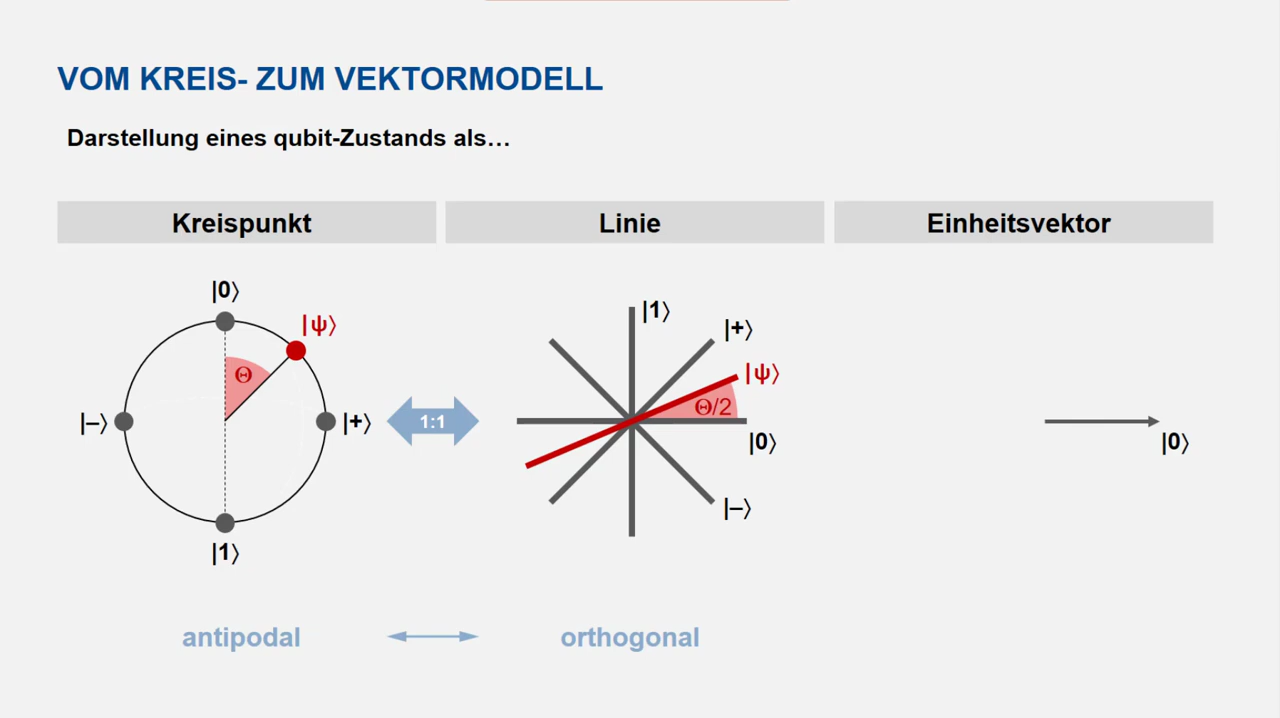 VOM KREIS- ZUM VEKTORMODELL
Darstellung eines qubit-Zustands als…
Kreispunkt
Linie
Einheitsvektor
|0⟩
|ψ⟩
Θ
|–⟩
|+⟩
|1⟩
1:1
|1⟩
|+⟩
|ψ⟩
Θ/2
|0⟩
|–⟩
|0⟩
antipodal
orthogonal